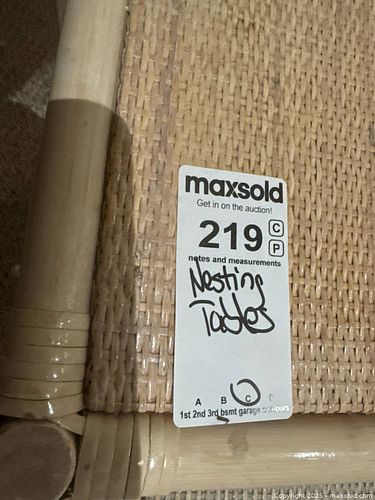 maxsold
Get in on the auction!
219 C
P
notes and measurements
Nesting
Tables
A B C D
1st 2nd 3rd bsmt garage
Copyright 2025 - maxsold.com